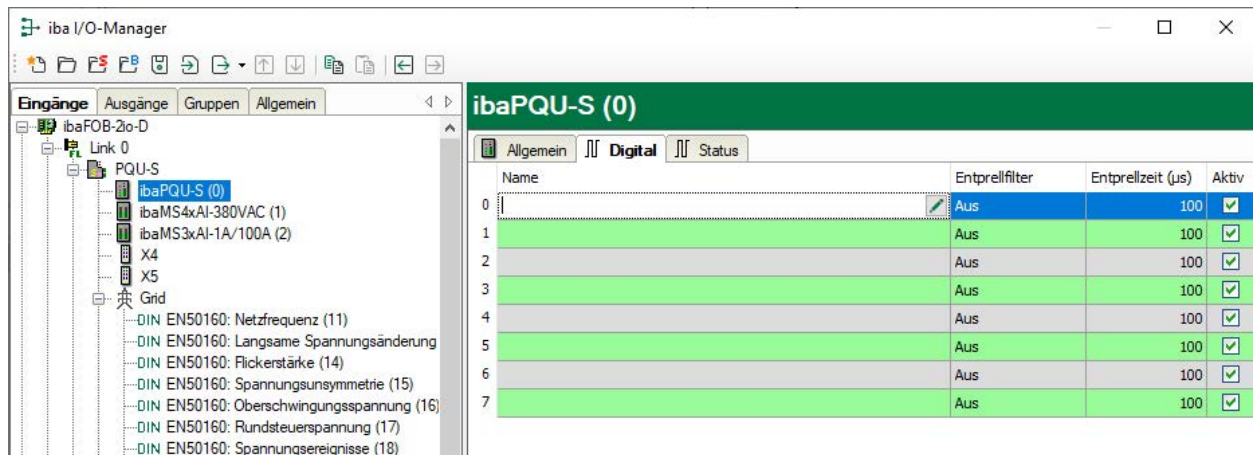 iba I/O-Manager
Eingänge Ausgänge Gruppen Allgemein
ibaFOB-2io-D
Link 0
PQU-S
ibaPQU-S (0)
ibaMS4xAI-380VAC (1)
ibaMS3xAI-1A/100A (2)
X4
X5
Grid
DIN EN50160: Netzfrequenz (11)
DIN EN50160: Langsame Spannungsänderung
DIN EN50160: Flickerstärke (14)
DIN EN50160: Spannungsunsymmetrie (15)
DIN EN50160: Oberschwingungsspannung (16)
DIN EN50160: Rundsteuerspannung (17)
DIN EN50160: Spannungsereignisse (18)
ibaPQU-S (0)
Allgemein Digital Status
Name Entprellfilter Entprellzeit (µs) Aktiv
0 Aus 100
1 Aus 100
2 Aus 100
3 Aus 100
4 Aus 100
5 Aus 100
6 Aus 100
7 Aus 100